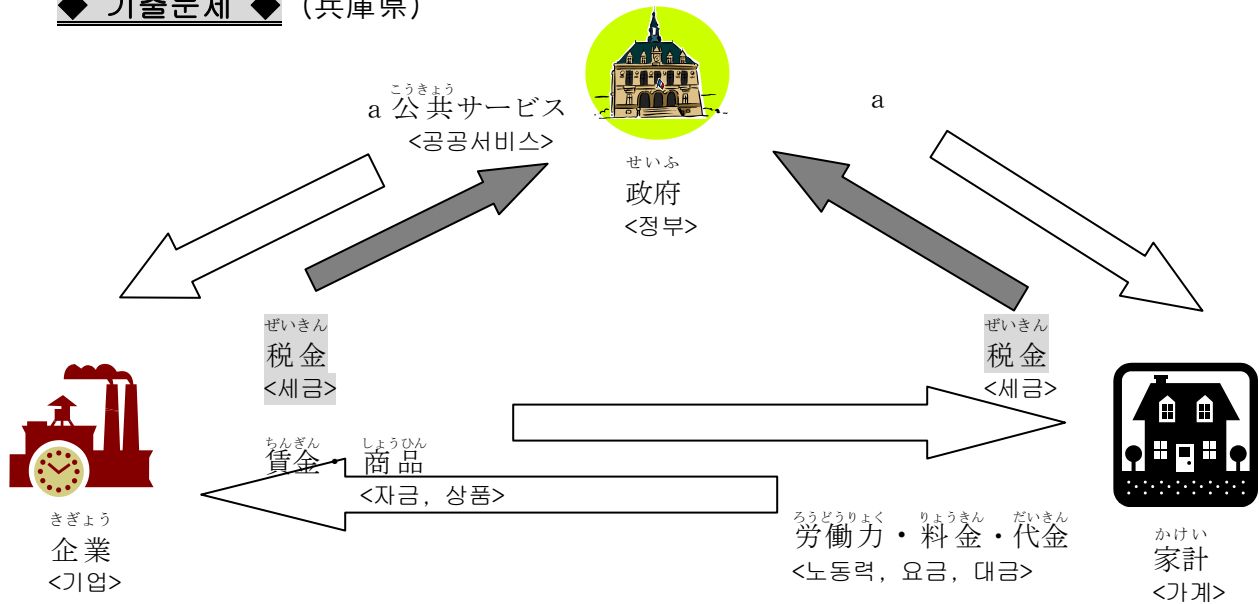 ◆ 기출문제 ◆ (兵庫県)
こうきょう
a 公共サービス
<공공서비스>
a
せいふ
政府
<정부>
ぜいきん
税金
<세금>
ぜいきん
税金
<세금>
ちんぎん しょうひん
賃金・商品
<자금, 상품>
きぎょう
企業
<기업>
ろうどうりょく りょうきん だいきん
労働力・料金・代金
<노동력, 요금, 대금>
かけい
家計
<가계>